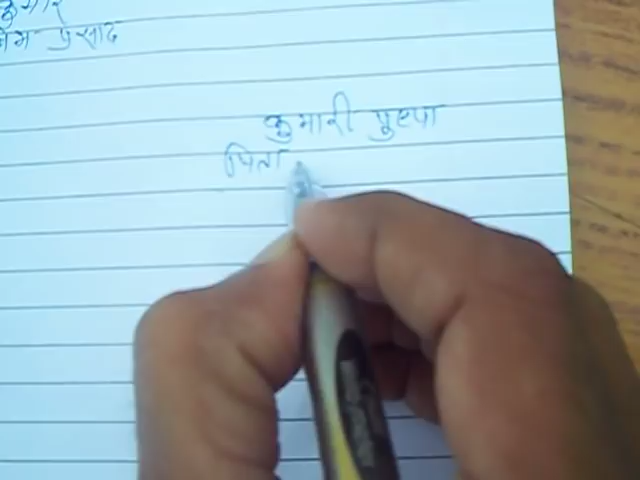 कुमार
प्रसाद
कुमारी पुष्पा
पिता